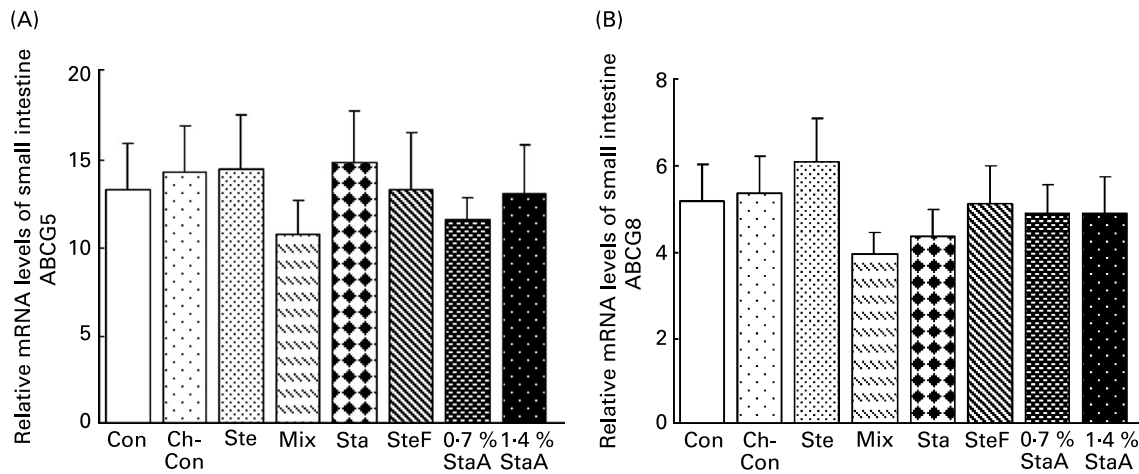 (A)
Relative mRNA levels of small intestine
ABCG5
20
15
10
5
0
Con
Ch-
Con
Ste
Mix
Sta
SteF
0·7 %
StaA
1·4 %
StaA
(B)
Relative mRNA levels of small intestine
ABCG8
8
6
4
2
0
Con
Ch-
Con
Ste
Mix
Sta
SteF
0·7 %
StaA
1·4 %
StaA